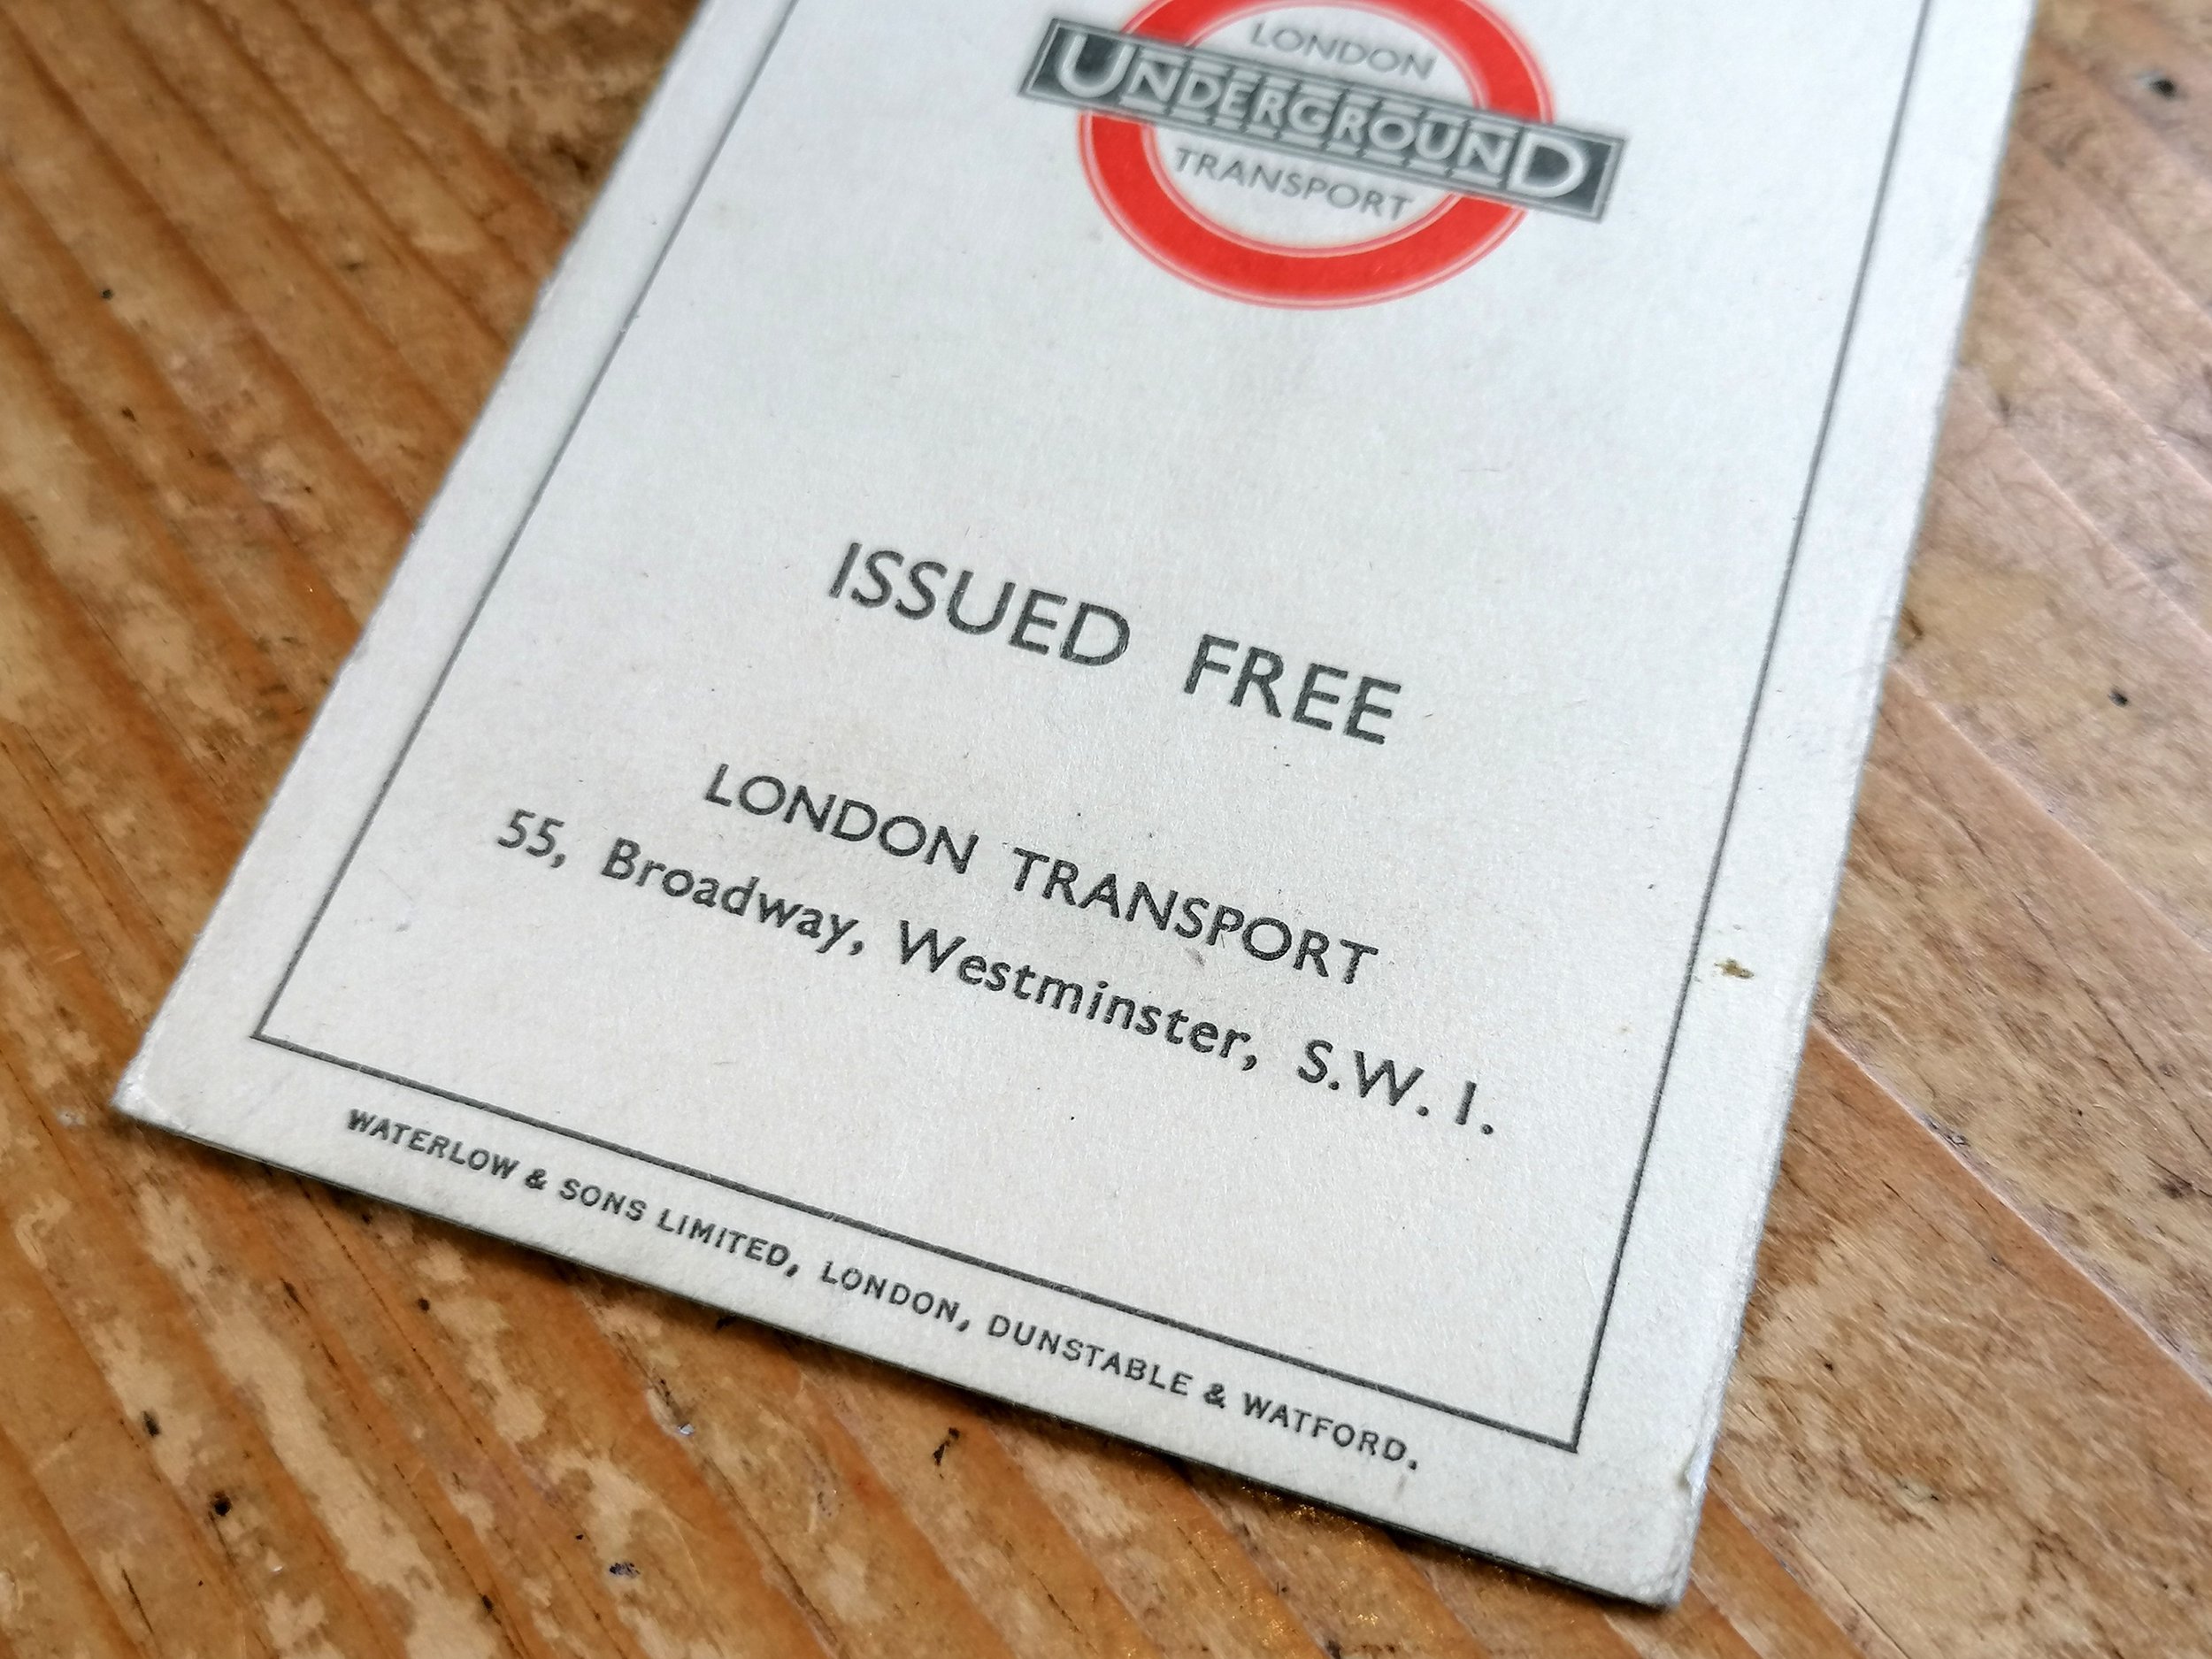 LONDON
UNDERGROUND
TRANSPORT
ISSUED FREE
LONDON TRANSPORT
55, Broadway, Westminster, S.W. 1.
WATERLOW & SONS LIMITED, LONDON, DUNSTABLE & WATFORD.